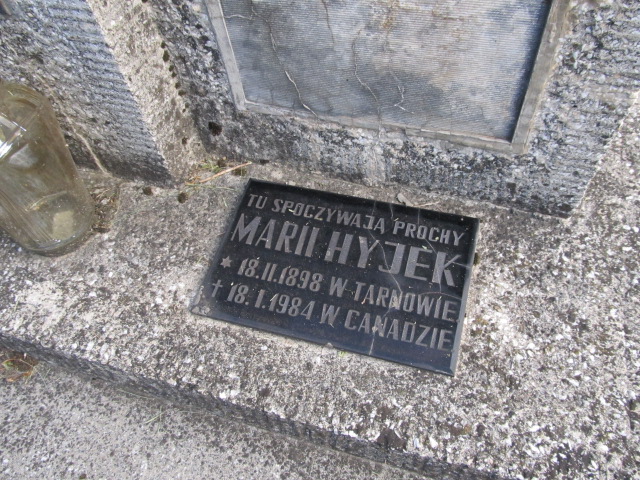 TU SPOCZYWAJĄ PROCHY
MARII HYJEK
* 18.II.1898 W TARNOWIE
† 18.I.1984 W CANADZIE